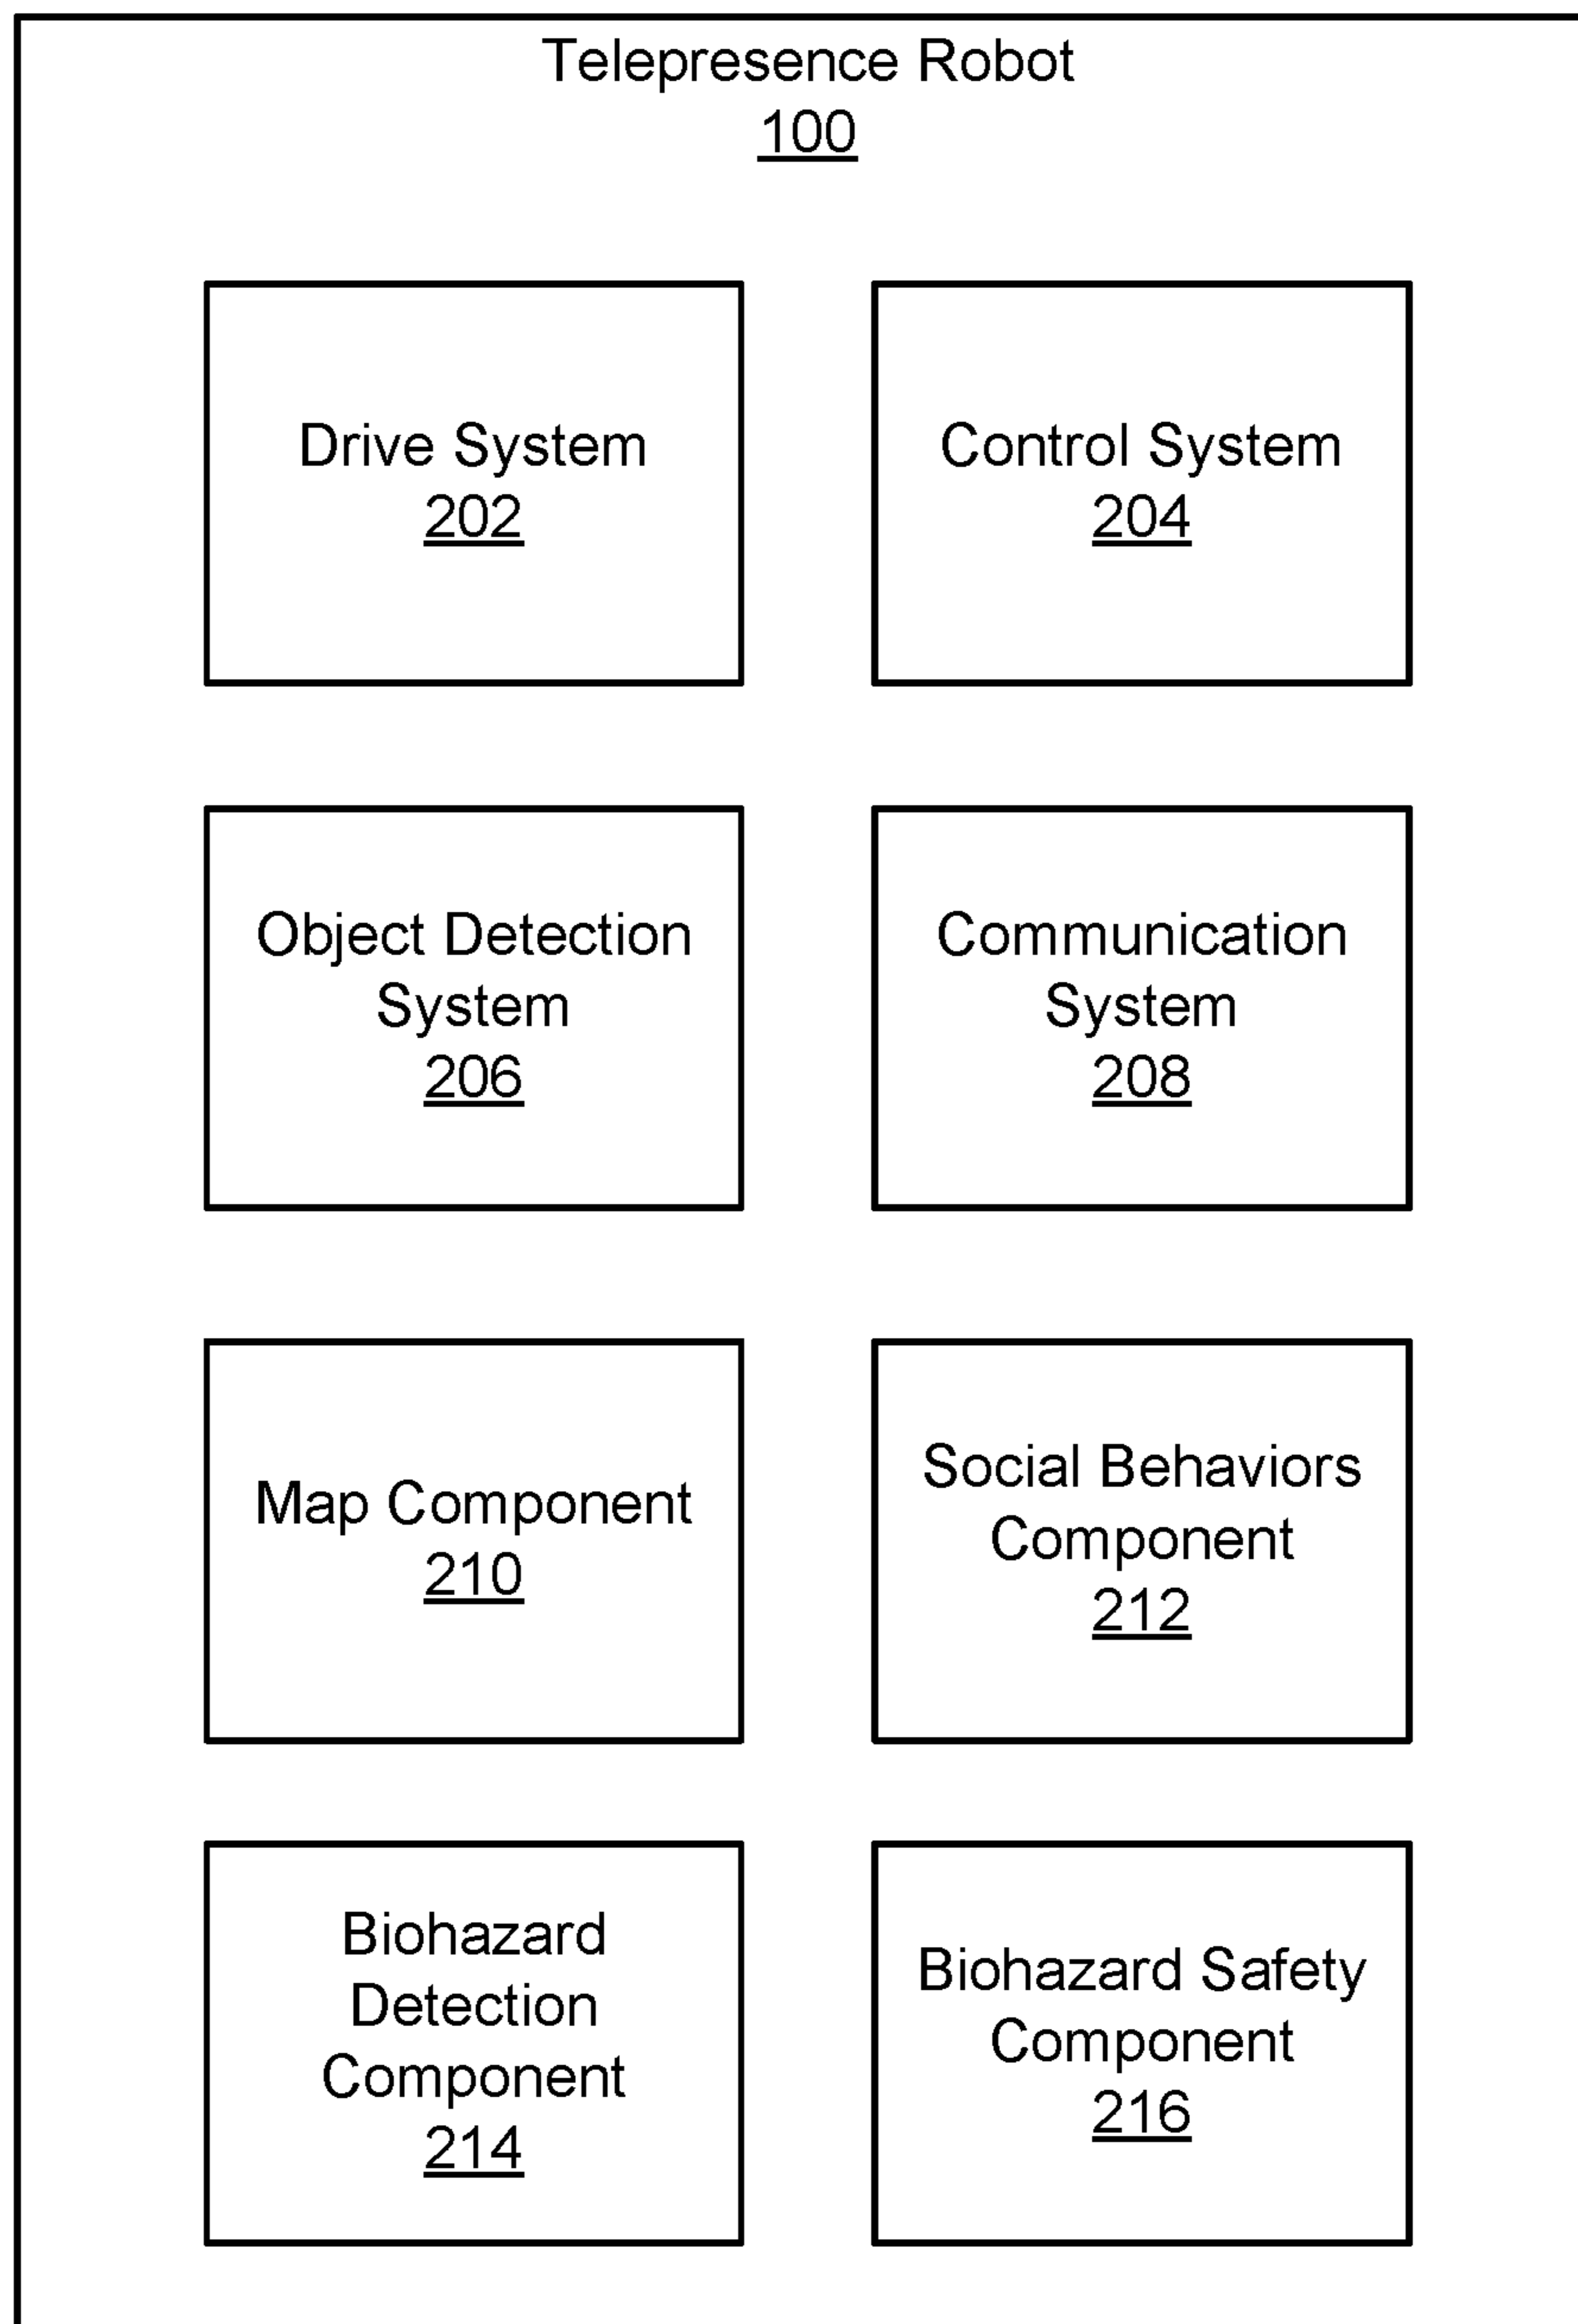 Telepresence Robot
100
Drive System
202
Control System
204
Object Detection
System
206
Communication
System
208
Map Component
210
Social Behaviors
Component
212
Biohazard
Detection
Component
214
Biohazard Safety
Component
216